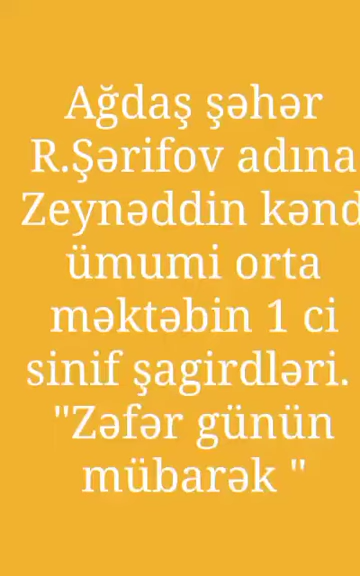 Ağdaş şəhər
R.Şərifov adına
Zeynəddin kənd
ümumi orta
məktəbin 1 ci
sinif şagirdləri.
"Zəfər günün
mübarək "